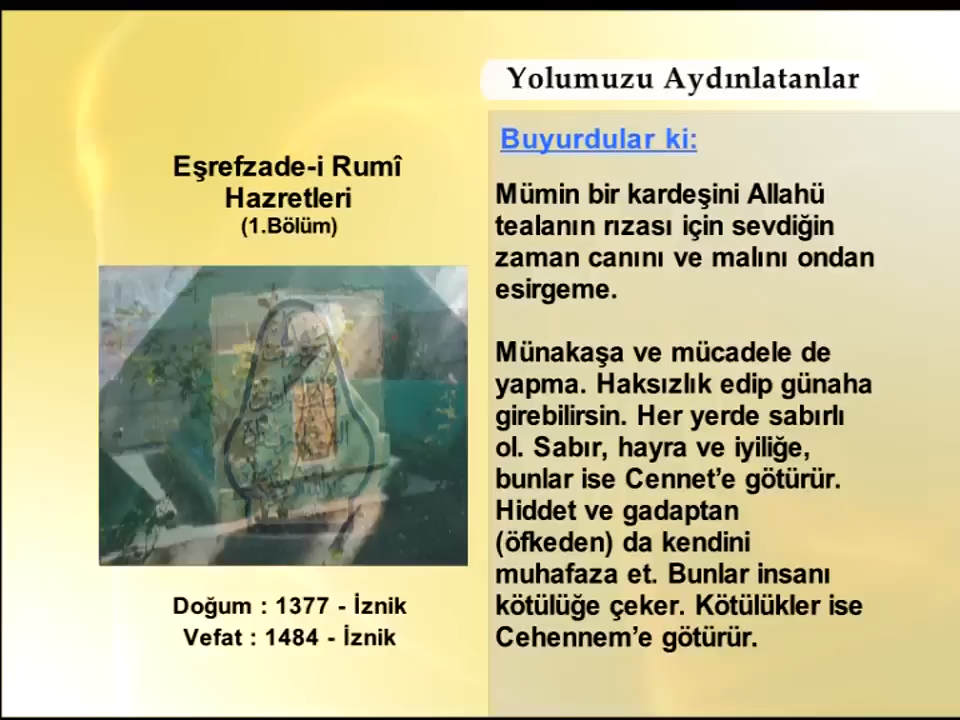 Yolumuzu Aydınlatanlar
Eşrefzade-i Rumî
Hazretleri
(1.Bölüm)
Doğum : 1377 - İznik
Vefat : 1484 - İznik
Buyurdular ki:
Mümin bir kardeşini Allahü
tealanın rızası için sevdiğin
zaman canını ve malını ondan
esirgeme.
Münakaşa ve mücadele de
yapma. Haksızlık edip günaha
girebilirsin. Her yerde sabırlı
ol. Sabır, hayra ve iyiliğe,
bunlar ise Cennet’e götürür.
Hiddet ve gadaptan
(öfkeden) da kendini
muhafaza et. Bunlar insanı
kötülüğe çeker. Kötülükler ise
Cehennem’e götürür.